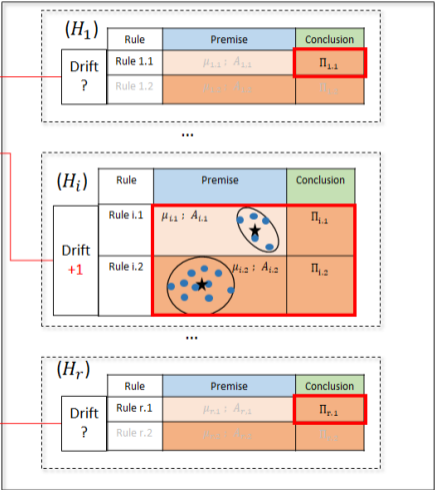 (H₁)
Rule Premise Conclusion
Drift ?
Rule 1.1 μ₁.₁ ; A₁.₁ Π₁.₁
Rule 1.2
...
(Hᵢ)
Rule Premise Conclusion
Drift +1
Rule i.1 μᵢ.₁ ; Aᵢ.₁ Πᵢ.₁
Rule i.2 μᵢ.₂ ; Aᵢ.₂ Πᵢ.₂
...
(Hᵣ)
Rule Premise Conclusion
Drift ?
Rule r.1 μᵣ.₁ ; Aᵣ.₁ Πᵣ.₁
Rule r.2